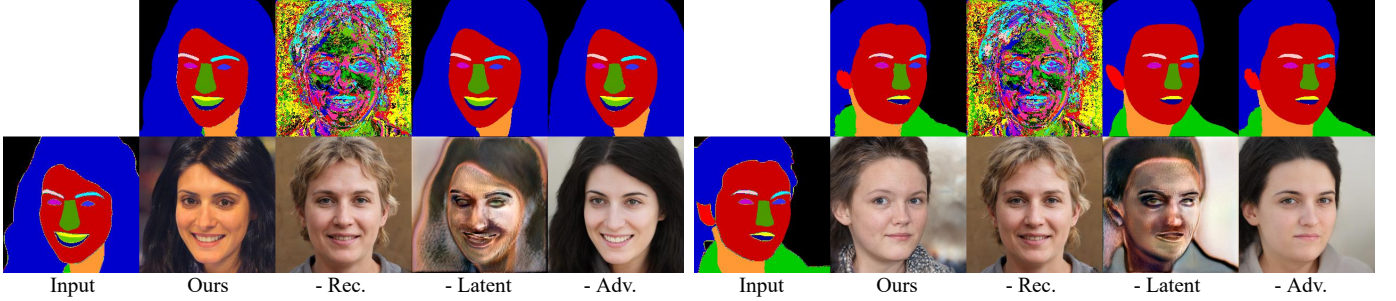 Input Ours - Rec. - Latent - Adv. Input Ours - Rec. - Latent - Adv.